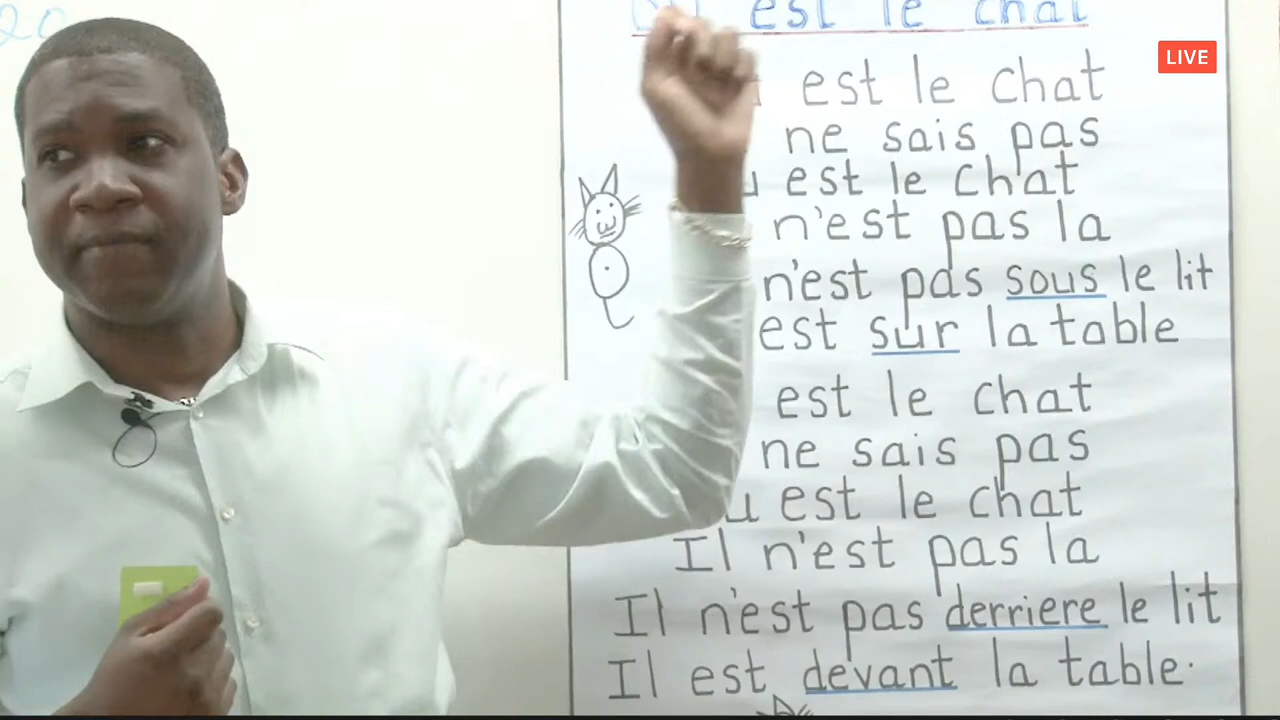 20
est le chat
LIVE
est le chat
ne sais pas
est le chat
n'est pas la
n'est pas sous le lit
est sur la table
est le chat
ne sais pas
u est le chat
Il n'est pas la
Il n'est pas derriere le lit
Il est devant la table.